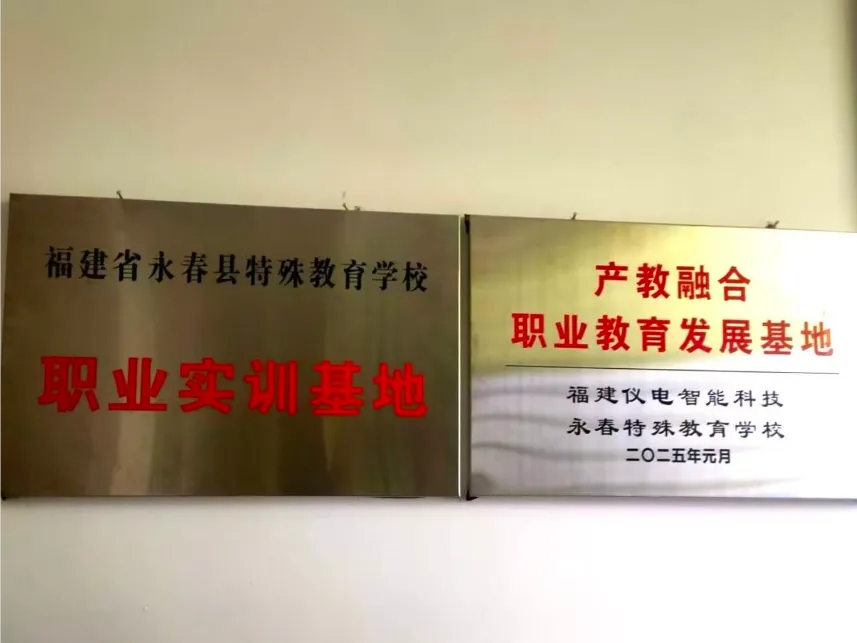 福建省永春县特殊教育学校
职业实训基地
产教融合
职业教育发展基地
福建仪电智能科技
永春特殊教育学校
二〇二五年元月